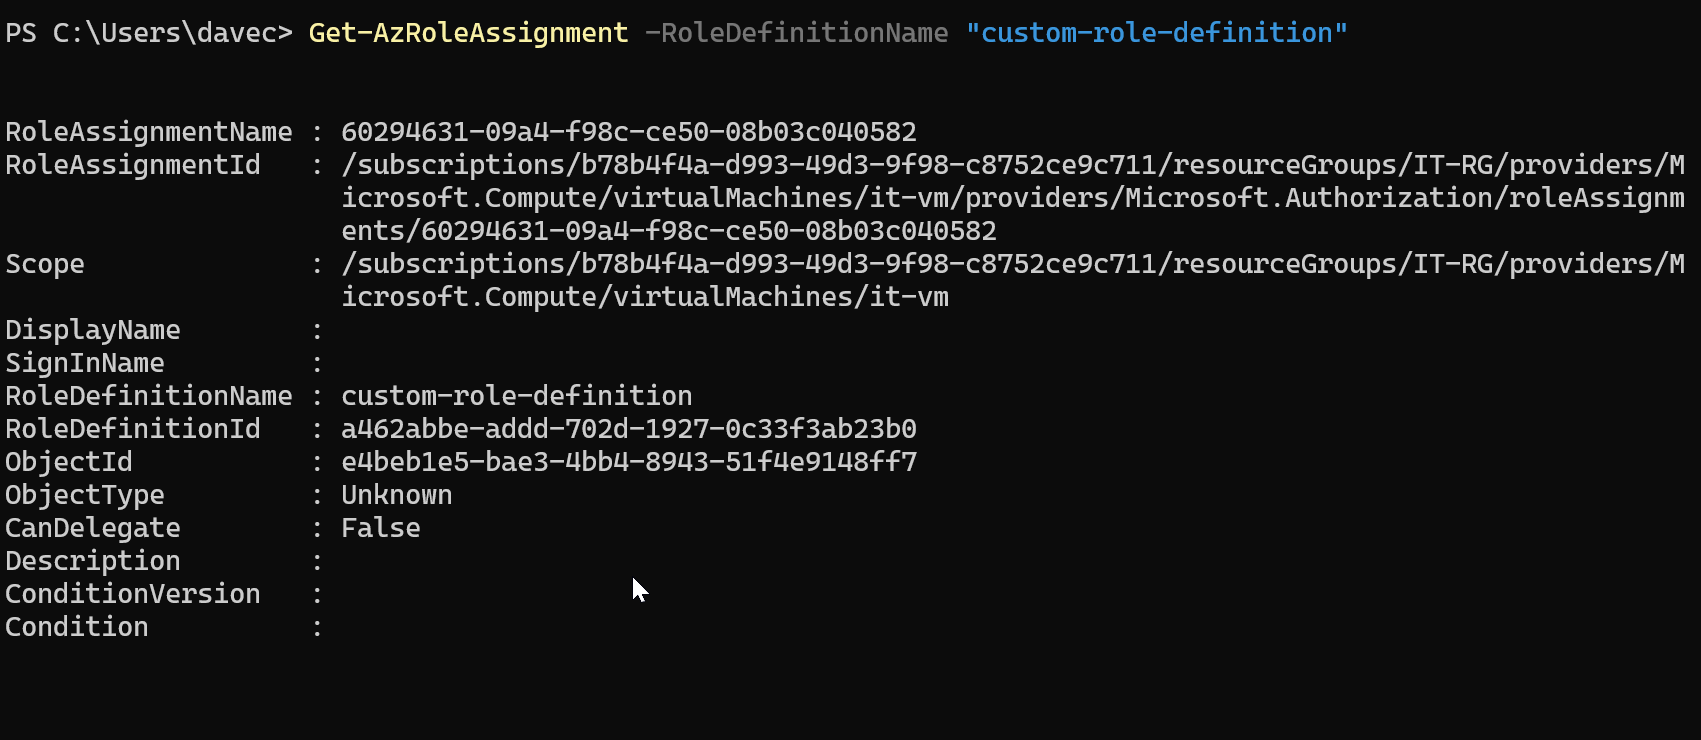 PS C:\Users\davec> Get-AzRoleAssignment -RoleDefinitionName "custom-role-definition"
RoleAssignmentName : 60294631-09a4-f98c-ce50-08b03c040582
RoleAssignmentId   : /subscriptions/b78b4f4a-d993-49d3-9f98-c8752ce9c711/resourceGroups/IT-RG/providers/M
                     icrosoft.Compute/virtualMachines/it-vm/providers/Microsoft.Authorization/roleAssignm
                     ents/60294631-09a4-f98c-ce50-08b03c040582
Scope              : /subscriptions/b78b4f4a-d993-49d3-9f98-c8752ce9c711/resourceGroups/IT-RG/providers/M
                     icrosoft.Compute/virtualMachines/it-vm
DisplayName        :
SignInName         :
RoleDefinitionName : custom-role-definition
RoleDefinitionId   : a462abbe-addd-702d-1927-0c33f3ab23b0
ObjectId           : e4beb1e5-bae3-4bb4-8943-51f4e9148ff7
ObjectType         : Unknown
CanDelegate        : False
Description        :
ConditionVersion   :
Condition          :